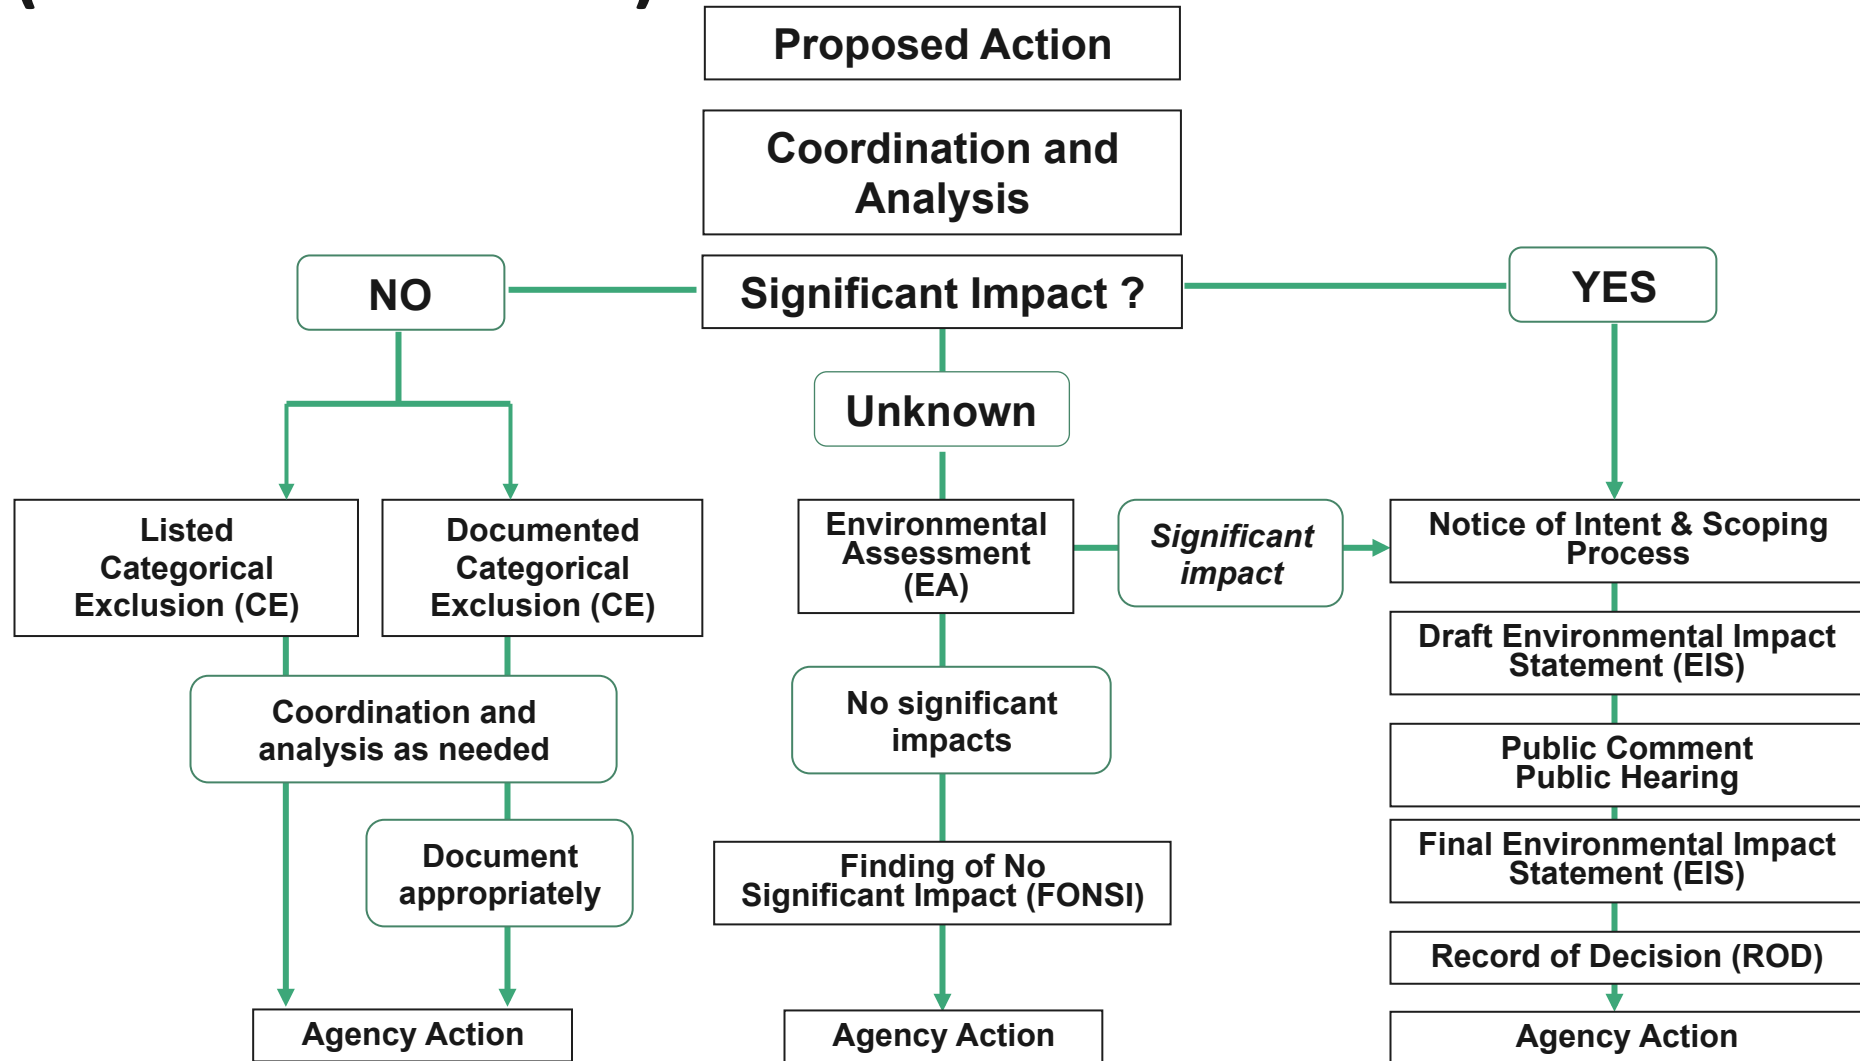 Proposed Action
Coordination and
Analysis
NO
Significant Impact ?
YES
Unknown
Listed
Categorical
Exclusion (CE)
Documented
Categorical
Exclusion (CE)
Environmental
Assessment
(EA)
Significant
impact
Notice of Intent & Scoping
Process
Draft Environmental Impact
Statement (EIS)
Coordination and
analysis as needed
No significant
impacts
Public Comment
Public Hearing
Document
appropriately
Finding of No
Significant Impact (FONSI)
Final Environmental Impact
Statement (EIS)
Record of Decision (ROD)
Agency Action
Agency Action
Agency Action